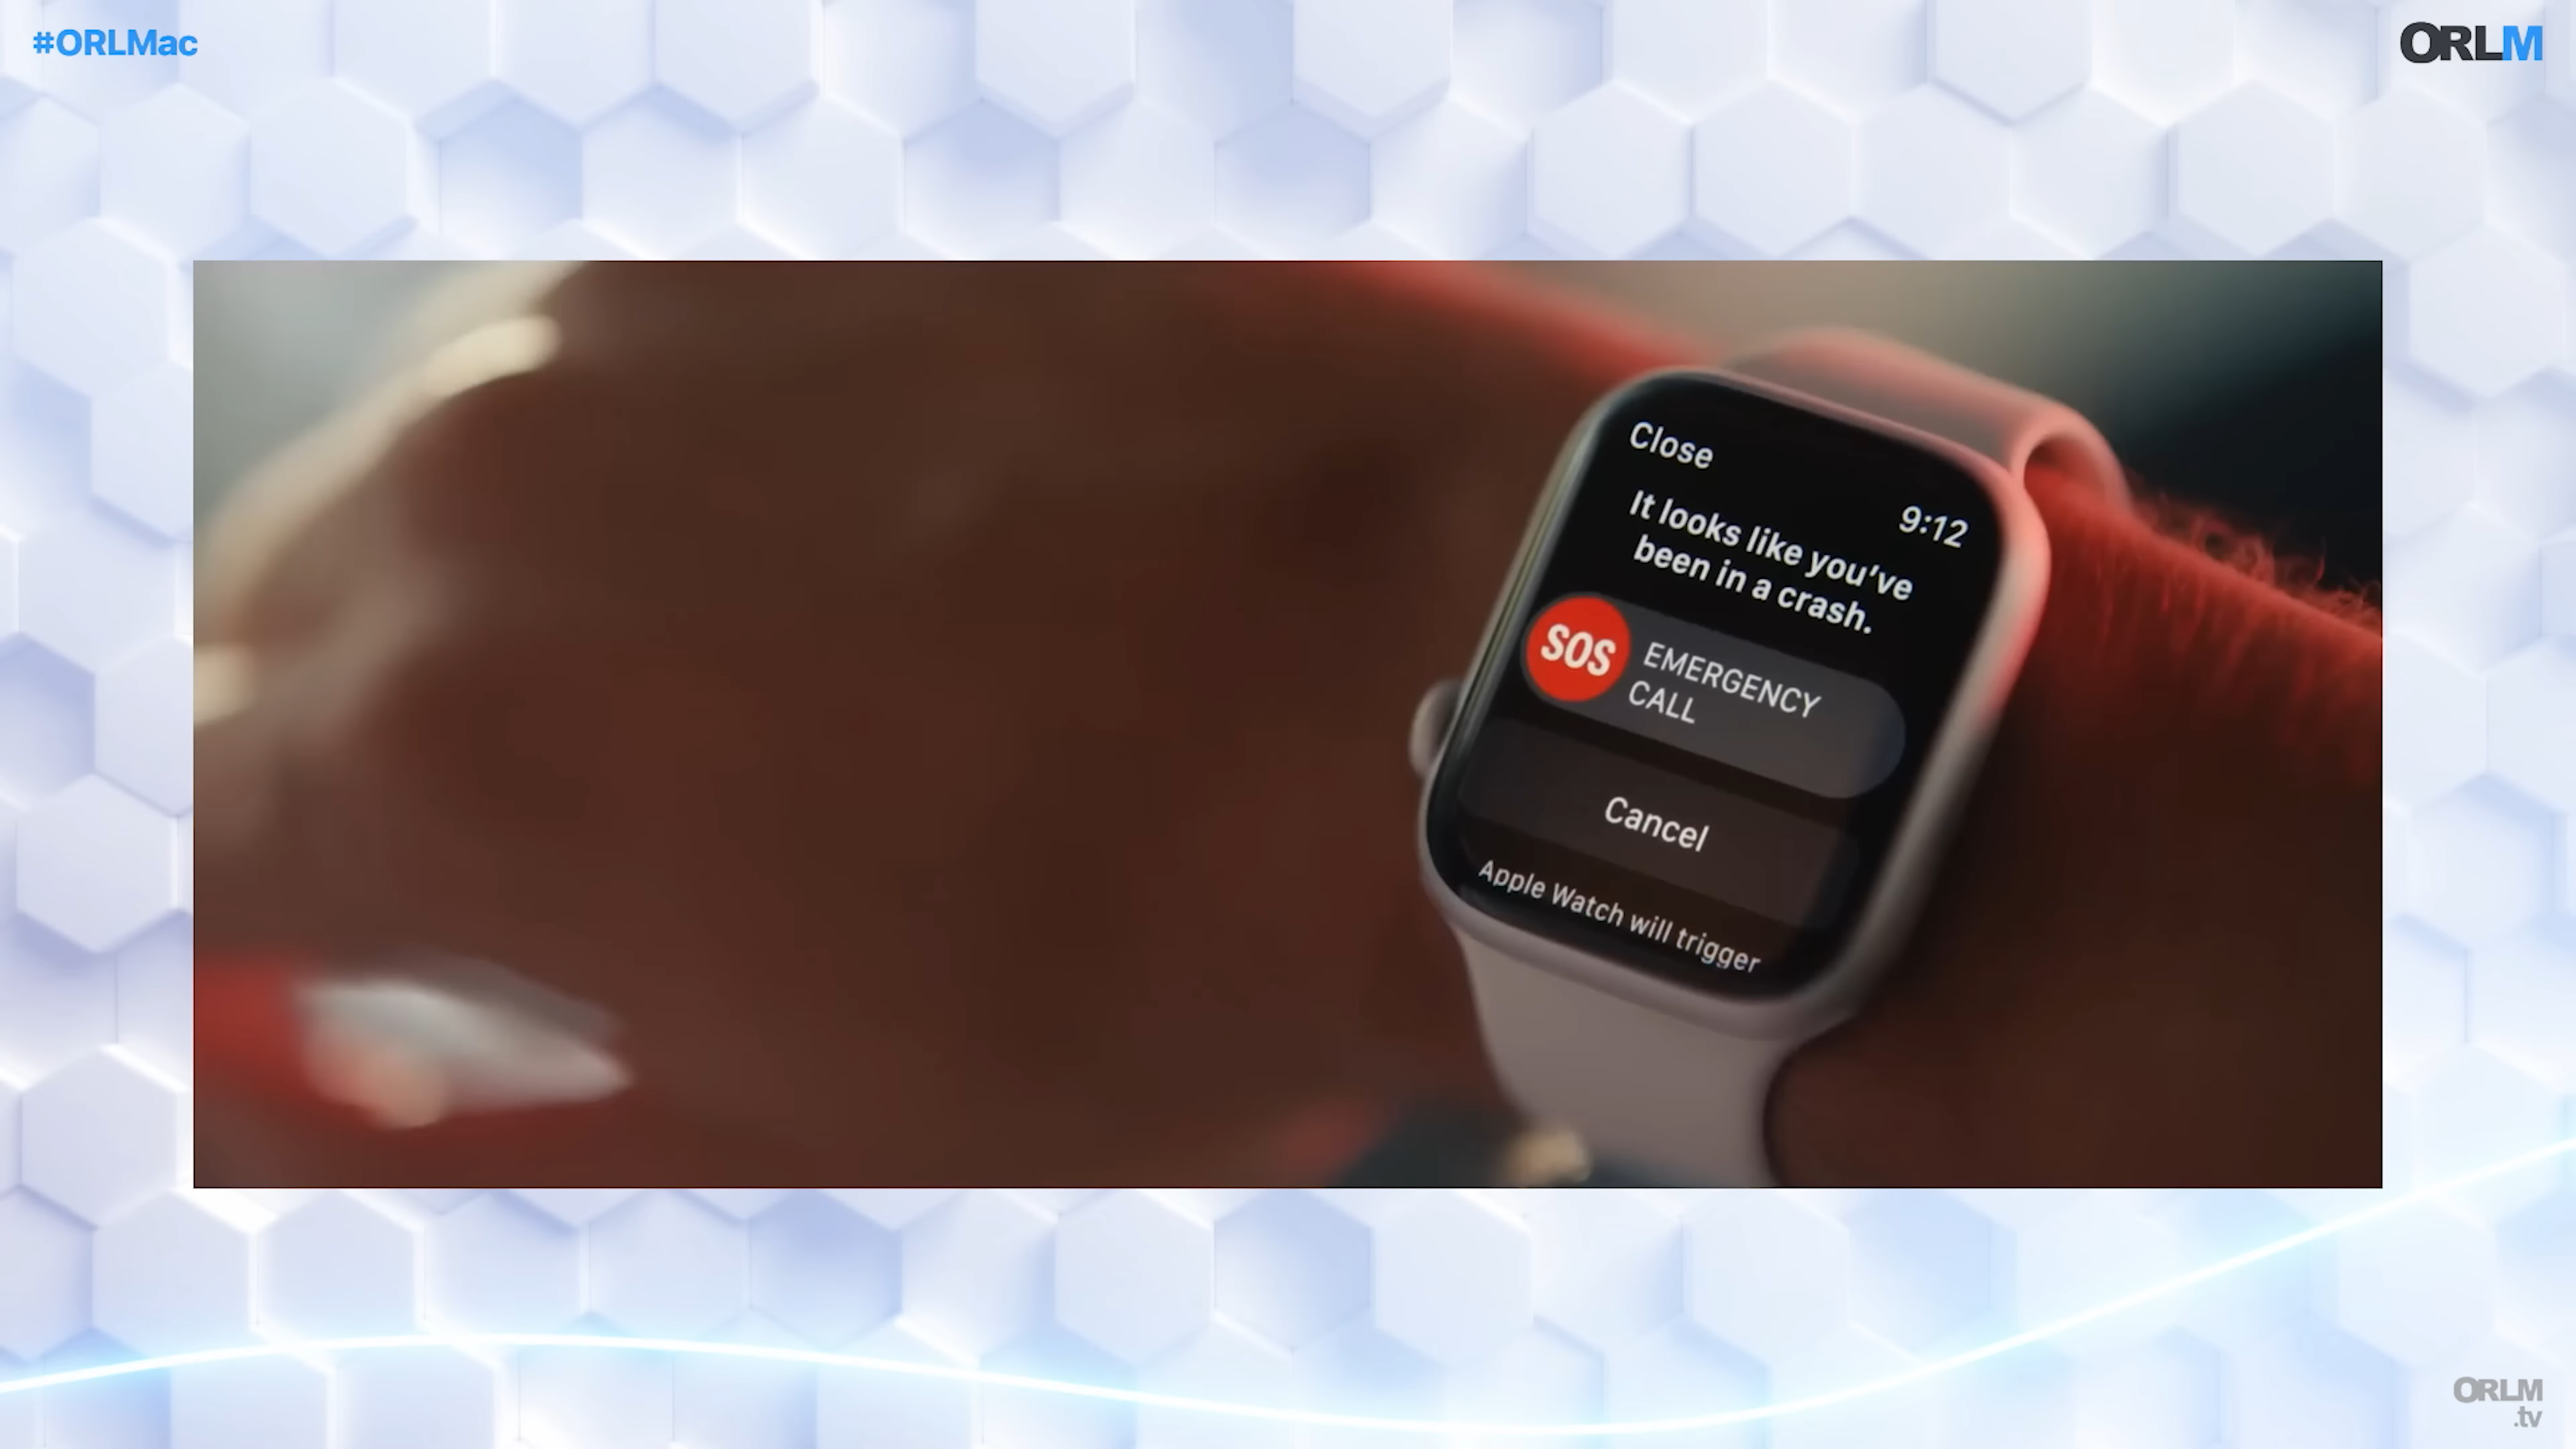 #ORLMac
ORLM
Close
9:12
It looks like you've
been in a crash.
SOS
EMERGENCY
CALL
Cancel
Apple Watch will trigger
ORLM
.tv